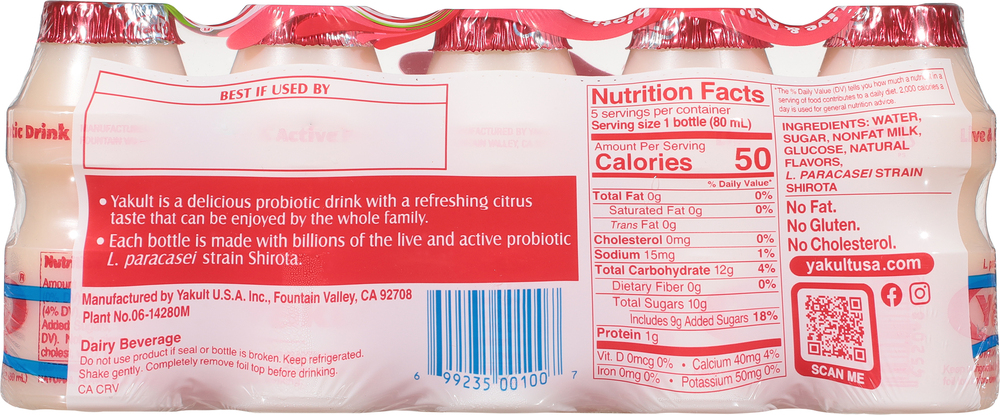 Live & Act
biotic
BEST IF USED BY
tic Drink
Active
Live &
• Yakult is a delicious probiotic drink with a refreshing citrus
taste that can be enjoyed by the whole family.
• Each bottle is made with billions of the live and active probiotic
L. paracasei strain Shirota.
Manufactured by Yakult U.S.A. Inc., Fountain Valley, CA 92708
Plant No.06-14280M
Dairy Beverage
Do not use product if seal or bottle is broken. Keep refrigerated.
Shake gently. Completely remove foil top before drinking.
CA CRV
6 99235 00100 7
Nutrition Facts
5 servings per container
Serving size 1 bottle (80 mL)
Amount Per Serving
Calories 50
% Daily Value*
Total Fat 0g 0%
Saturated Fat 0g 0%
Trans Fat 0g
Cholesterol 0mg 0%
Sodium 15mg 1%
Total Carbohydrate 12g 4%
Dietary Fiber 0g 0%
Total Sugars 10g
Includes 9g Added Sugars 18%
Protein 1g
Vit. D 0mcg 0% • Calcium 40mg 4%
Iron 0mg 0% • Potassium 50mg 0%
*The % Daily Value (DV) tells you how much a nutrient in a
serving of food contributes to a daily diet. 2,000 calories a
day is used for general nutrition advice.
INGREDIENTS: WATER,
SUGAR, NONFAT MILK,
GLUCOSE, NATURAL
FLAVORS,
L. PARACASEI STRAIN
SHIROTA
No Fat.
No Gluten.
No Cholesterol.
yakultusa.com
SCAN ME